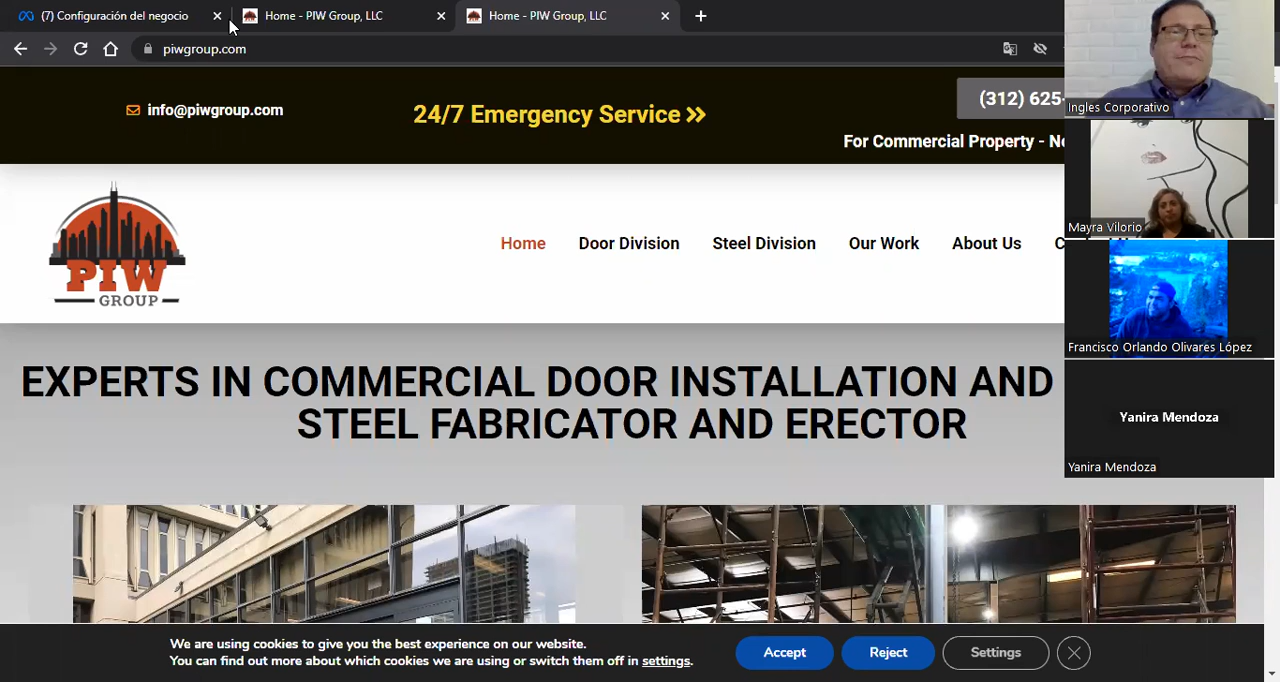 (7) Configuración del negocio
Home - PIW Group, LLC
Home - PIW Group, LLC
piwgroup.com
info@piwgroup.com
24/7 Emergency Service
(312) 625-
For Commercial Property -
PIW
GROUP
Home
Door Division
Steel Division
Our Work
About Us
EXPERTS IN COMMERCIAL DOOR INSTALLATION AND
STEEL FABRICATOR AND ERECTOR
Ingles Corporativo
Mayra Vilorio
Francisco Orlando Olivares López
Yanira Mendoza
Yanira Mendoza
We are using cookies to give you the best experience on our website.
You can find out more about which cookies we are using or switch them off in settings.
Accept
Reject
Settings